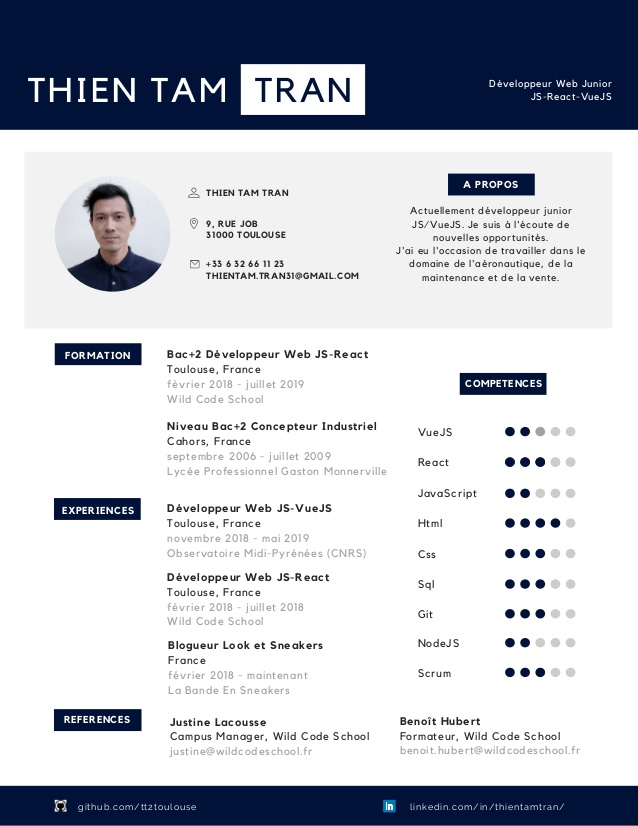 THIEN TAM TRAN
Développeur Web Junior
JS-React-VueJS
THIEN TAM TRAN
9, RUE JOB
31000 TOULOUSE
+33 6 32 66 11 23
THIENTAM.TRAN31@GMAIL.COM
A PROPOS
Actuellement développeur junior
JS/VueJS. Je suis à l'écoute de
nouvelles opportunités.
J'ai eu l'occasion de travailler dans le
domaine de l'aéronautique, de la
maintenance et de la vente.
FORMATION
Bac+2 Développeur Web JS-React
Toulouse, France
février 2018 - juillet 2019
Wild Code School
Niveau Bac+2 Concepteur Industriel
Cahors, France
septembre 2006 - juillet 2009
Lycée Professionnel Gaston Monnerville
EXPERIENCES
Développeur Web JS-VueJS
Toulouse, France
novembre 2018 - mai 2019
Observatoire Midi-Pyrénées (CNRS)
Développeur Web JS-React
Toulouse, France
février 2018 - juillet 2018
Wild Code School
Blogueur Look et Sneakers
France
février 2018 - maintenant
La Bande En Sneakers
COMPETENCES
VueJS
React
JavaScript
Html
Css
Sql
Git
NodeJS
Scrum
REFERENCES
Justine Lacousse
Campus Manager, Wild Code School
justine@wildcodeschool.fr
Benoît Hubert
Formateur, Wild Code School
benoit.hubert@wildcodeschool.fr
github.com/tt2toulouse
linkedin.com/in/thientamtran/